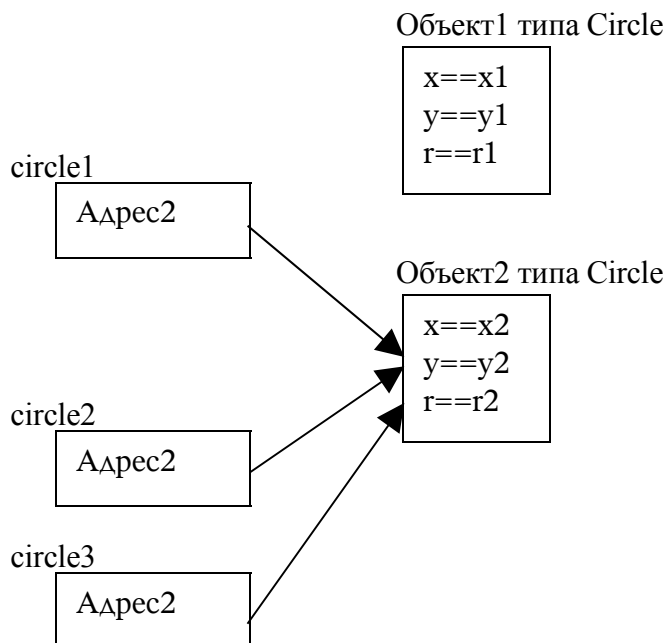 Объект1 типа Circle
x==x1
y==y1
r==r1
circle1
Адрес2
Объект2 типа Circle
x==x2
y==y2
r==r2
circle2
Адрес2
circle3
Адрес2